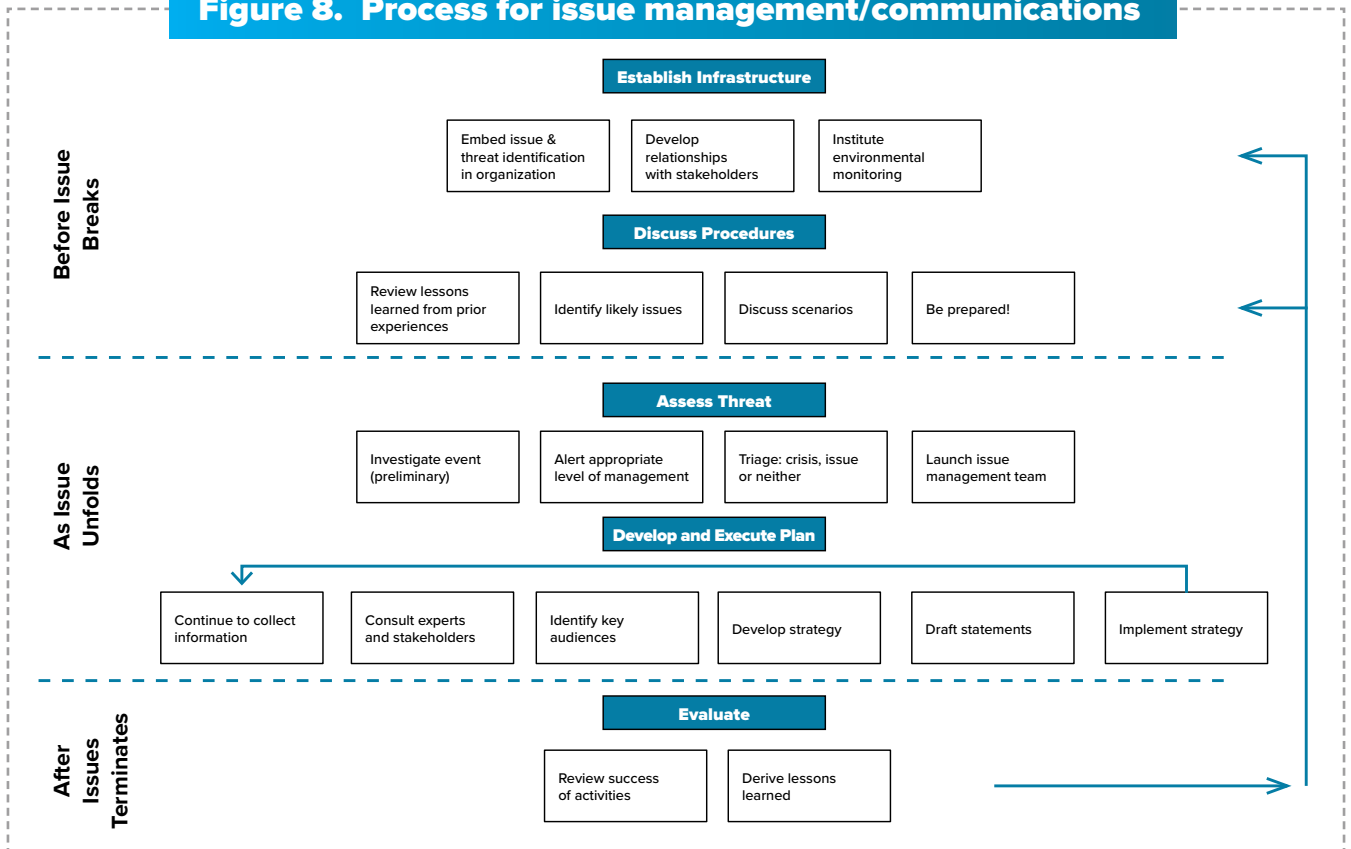 Figure 8. Process for issue management/communications
Before Issue
Breaks
Establish Infrastructure
Embed issue &
threat identification
in organization
Develop
relationships
with stakeholders
Institute
environmental
monitoring
Discuss Procedures
Review lessons
learned from prior
experiences
Identify likely issues
Discuss scenarios
Be prepared!
As Issue
Unfolds
Assess Threat
Investigate event
(preliminary)
Alert appropriate
level of management
Triage: crisis, issue
or neither
Launch issue
management team
Develop and Execute Plan
Continue to collect
information
Consult experts
and stakeholders
Identify key
audiences
Develop strategy
Draft statements
Implement strategy
After
Issues
Terminates
Evaluate
Review success
of activities
Derive lessons
learned